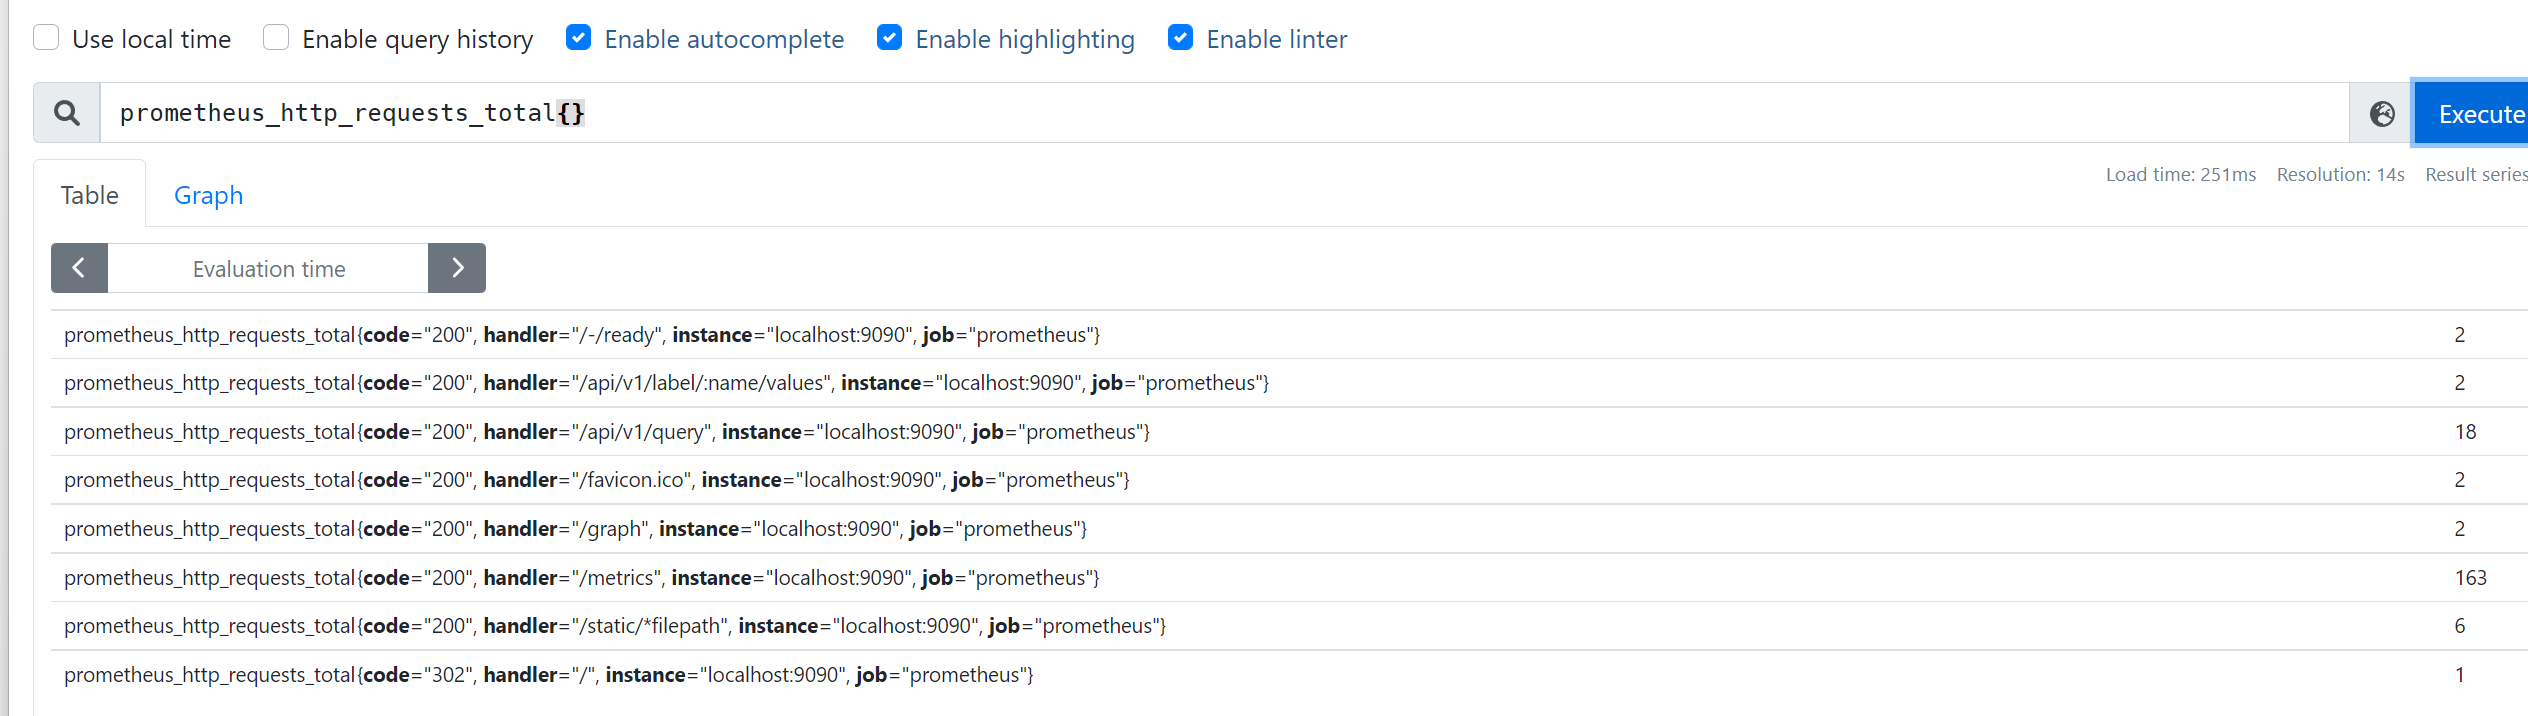 Use local time Enable query history Enable autocomplete Enable highlighting Enable linter
prometheus_http_requests_total{} Execute
Table Graph Load time: 251ms Resolution: 14s Result series
Evaluation time
prometheus_http_requests_total{code="200", handler="/-/ready", instance="localhost:9090", job="prometheus"} 2
prometheus_http_requests_total{code="200", handler="/api/v1/label/:name/values", instance="localhost:9090", job="prometheus"} 2
prometheus_http_requests_total{code="200", handler="/api/v1/query", instance="localhost:9090", job="prometheus"} 18
prometheus_http_requests_total{code="200", handler="/favicon.ico", instance="localhost:9090", job="prometheus"} 2
prometheus_http_requests_total{code="200", handler="/graph", instance="localhost:9090", job="prometheus"} 2
prometheus_http_requests_total{code="200", handler="/metrics", instance="localhost:9090", job="prometheus"} 163
prometheus_http_requests_total{code="200", handler="/static/*filepath", instance="localhost:9090", job="prometheus"} 6
prometheus_http_requests_total{code="302", handler="/", instance="localhost:9090", job="prometheus"} 1